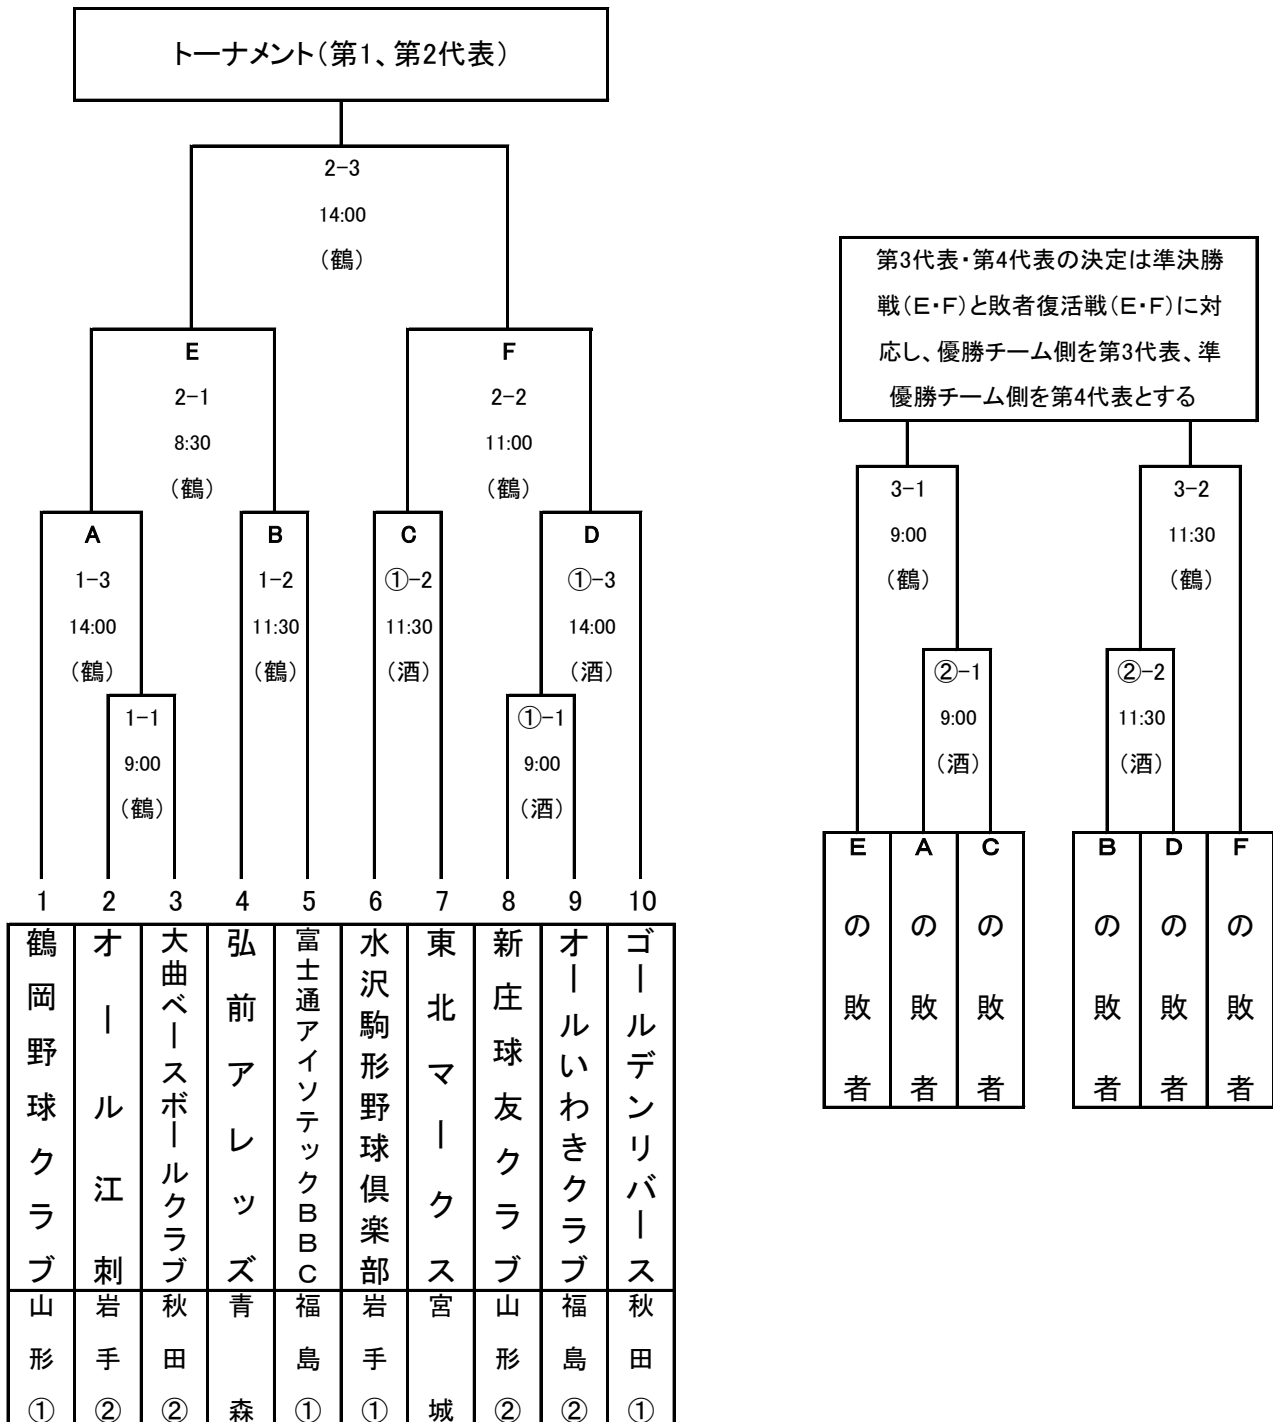 トーナメント(第1、第2代表)
2-3
14:00
(鶴)
E
2-1
8:30
(鶴)
F
2-2
11:00
(鶴)
A
1-3
14:00
(鶴)
B
1-2
11:30
(鶴)
C
①-2
11:30
(酒)
D
①-3
14:00
(酒)
1-1
9:00
(鶴)
①-1
9:00
(酒)
1 2 3 4 5 6 7 8 9 10
鶴岡野球クラブ
オール江刺
大曲ベースボールクラブ
弘前アレッズ
富士通アイソテックBBC
水沢駒形野球倶楽部
東北マークス
新庄球友クラブ
オールいわきクラブ
ゴールデンリバース
山形①
岩手②
秋田②
青森
福島①
岩手①
宮城
山形②
福島②
秋田①
第3代表・第4代表の決定は準決勝
戦(E・F)と敗者復活戦(E・F)に対
応し、優勝チーム側を第3代表、準
優勝チーム側を第4代表とする
3-1
9:00
(鶴)
3-2
11:30
(鶴)
②-1
9:00
(酒)
②-2
11:30
(酒)
Eの敗者
Aの敗者
Cの敗者
Bの敗者
Dの敗者
Fの敗者